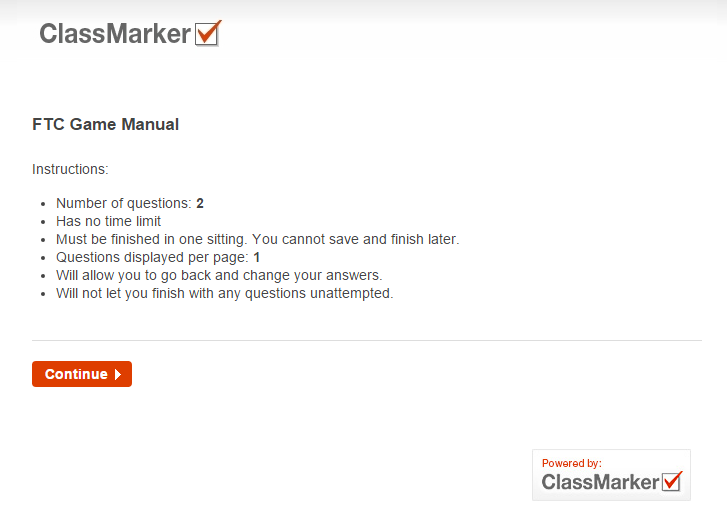 ClassMarker
FTC Game Manual
Instructions:
Number of questions: 2
Has no time limit
Must be finished in one sitting. You cannot save and finish later.
Questions displayed per page: 1
Will allow you to go back and change your answers.
Will not let you finish with any questions unattempted.
Continue
Powered by:
ClassMarker